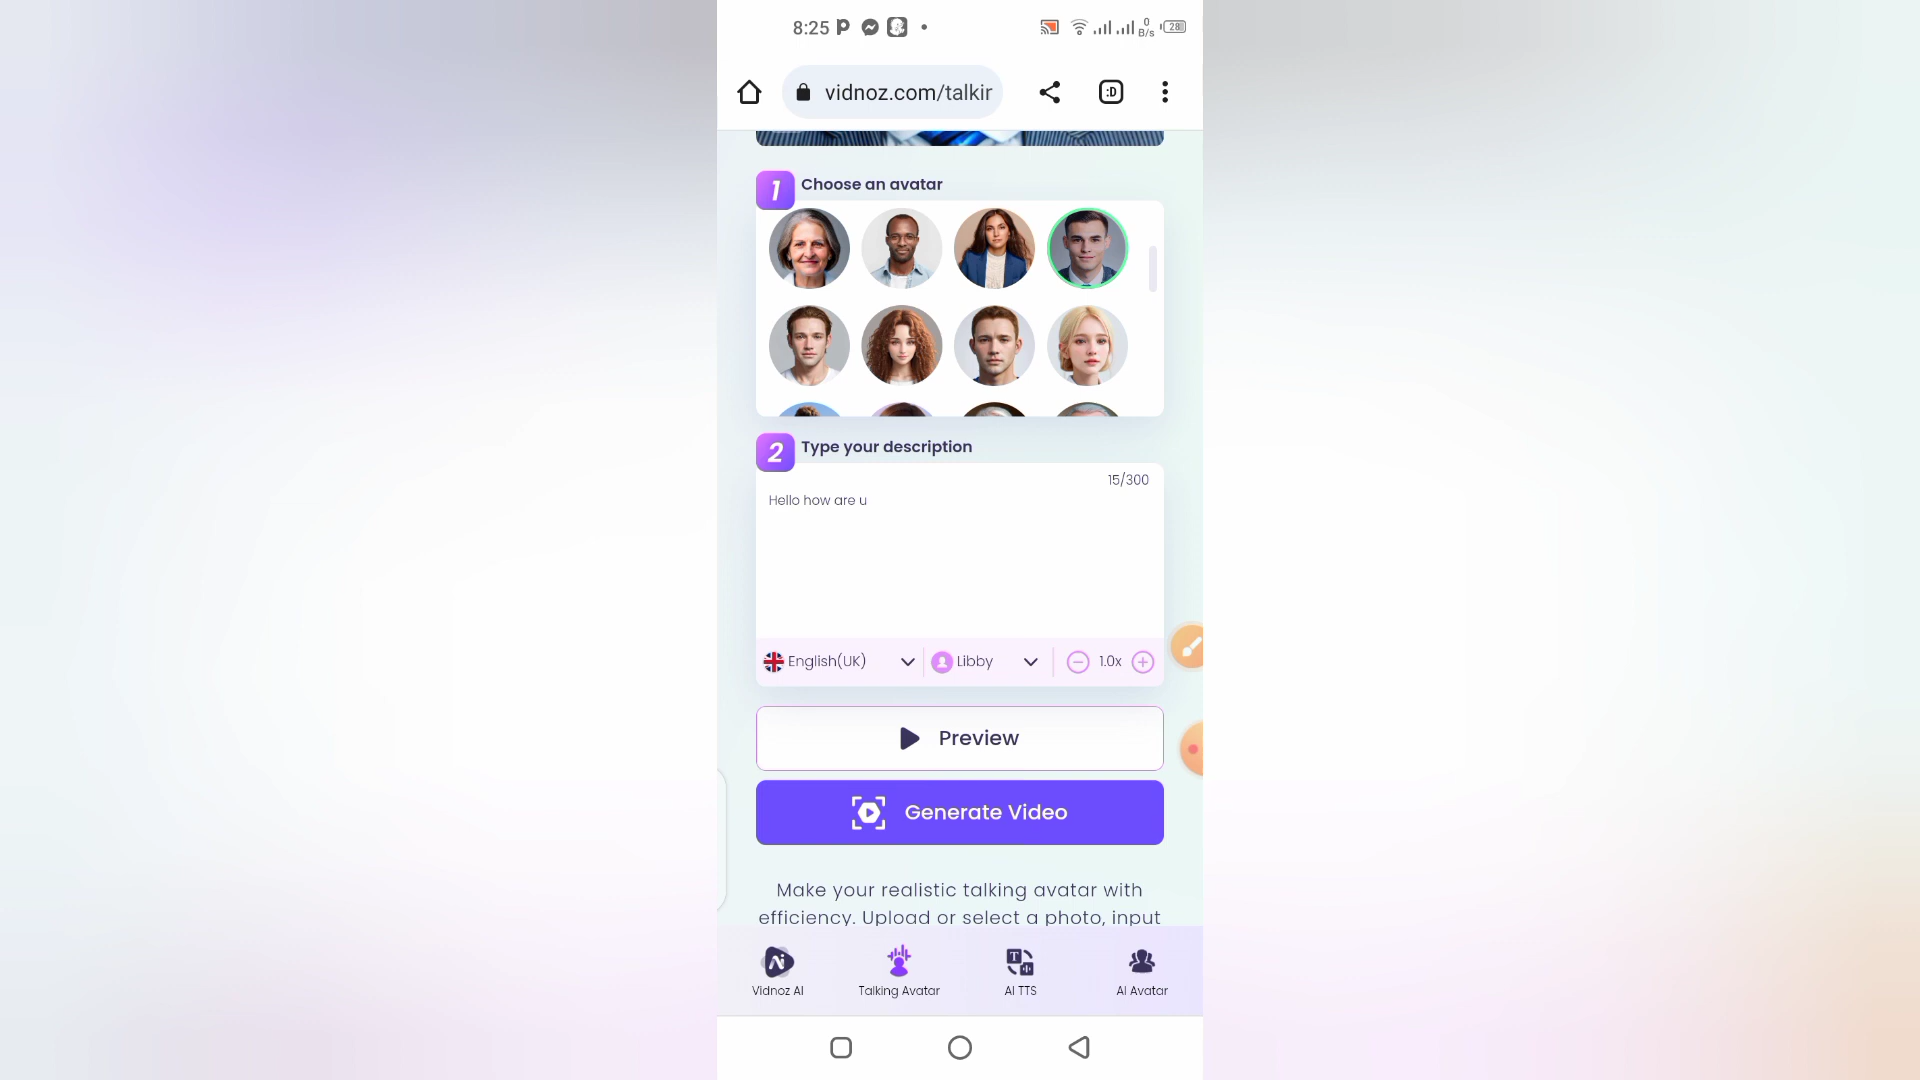 8:25
0
B/s
28
vidnoz.com/talkir
:D
1 Choose an avatar
2 Type your description
15/300
Hello how are u
English(UK) Libby 1.0x
Preview
Generate Video
Make your realistic talking avatar with
efficiency. Upload or select a photo, input
Vidnoz AI Talking Avatar AI TTS AI Avatar